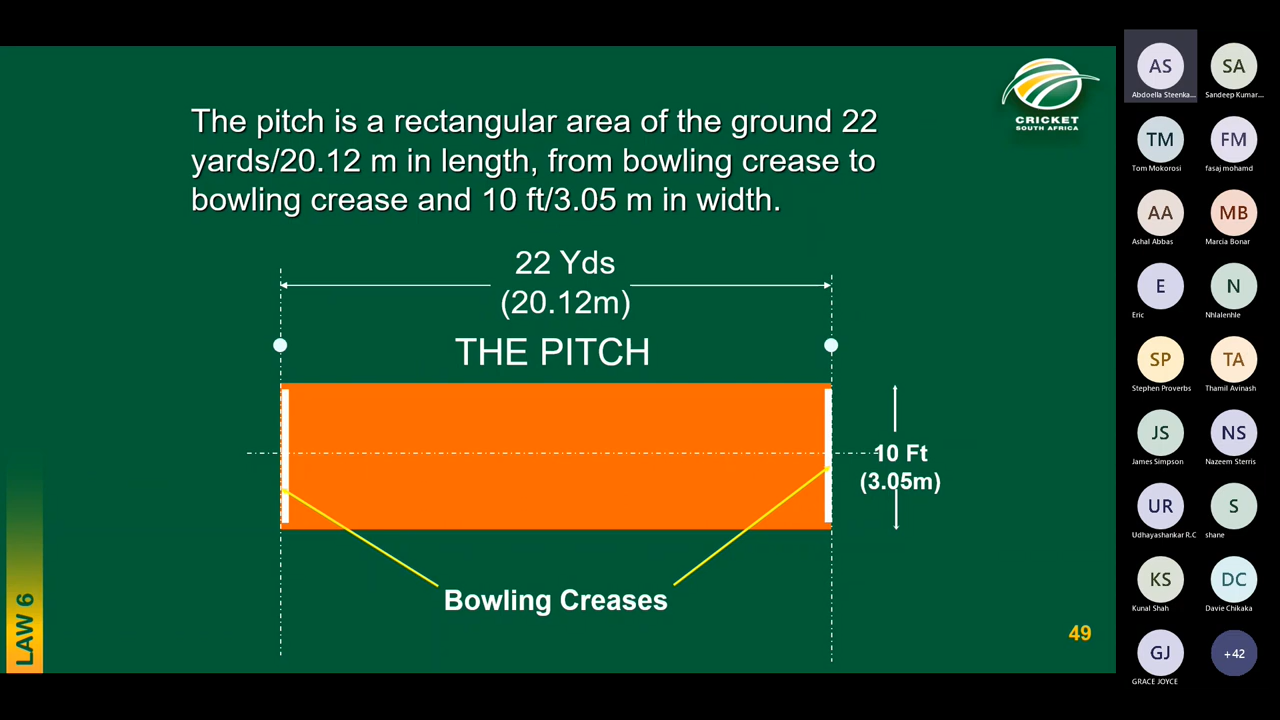 The pitch is a rectangular area of the ground 22
yards/20.12 m in length, from bowling crease to
bowling crease and 10 ft/3.05 m in width.
CRICKET
SOUTH AFRICA
22 Yds
(20.12m)
THE PITCH
10 Ft
(3.05m)
Bowling Creases
LAW 6
49
AS
Abdoella Steenka...
SA
Sandeep Kumar...
TM
Tom Mokorosi
FM
fasaj mohamd
AA
Ashal Abbas
MB
Marcia Bonar
E
Eric
N
Nhlalenhle
SP
Stephen Proverbs
TA
Thamil Avinash
JS
James Simpson
NS
Nazeem Sterris
UR
Udhayashankar R.C
S
shane
KS
Kunal Shah
DC
Davie Chikaka
GJ
GRACE JOYCE
+42